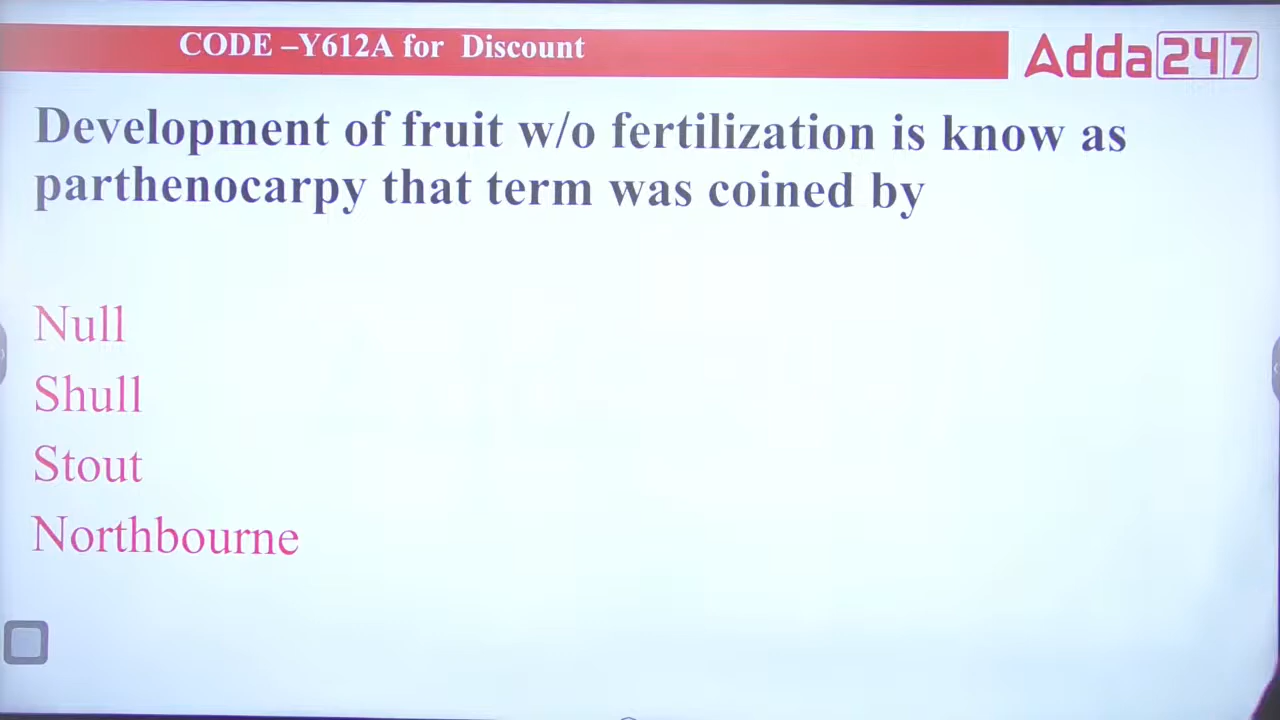 CODE –Y612A for Discount
Adda247
Development of fruit w/o fertilization is know as
parthenocarpy that term was coined by
Null
Shull
Stout
Northbourne